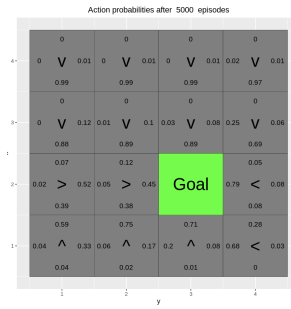 Action probabilities after 5000 episodes
0 0 0 0
4 0 V 0.01 0 V 0.01 0 V 0.01 0.02 V 0.01
0.99 0.99 0.99 0.97
0 0 0 0
3 0 V 0.12 0.01 V 0.1 0.03 V 0.08 0.25 V 0.06
0.88 0.89 0.89 0.69
0.07 0.12 0.05
2 0.02 > 0.52 0.05 > 0.45 Goal 0.79 < 0.08
0.39 0.38 0.08
0.59 0.75 0.71 0.28
1 0.04 ^ 0.33 0.06 ^ 0.17 0.2 ^ 0.08 0.68 < 0.03
0.04 0.02 0.01 0
1 2 3 4
y